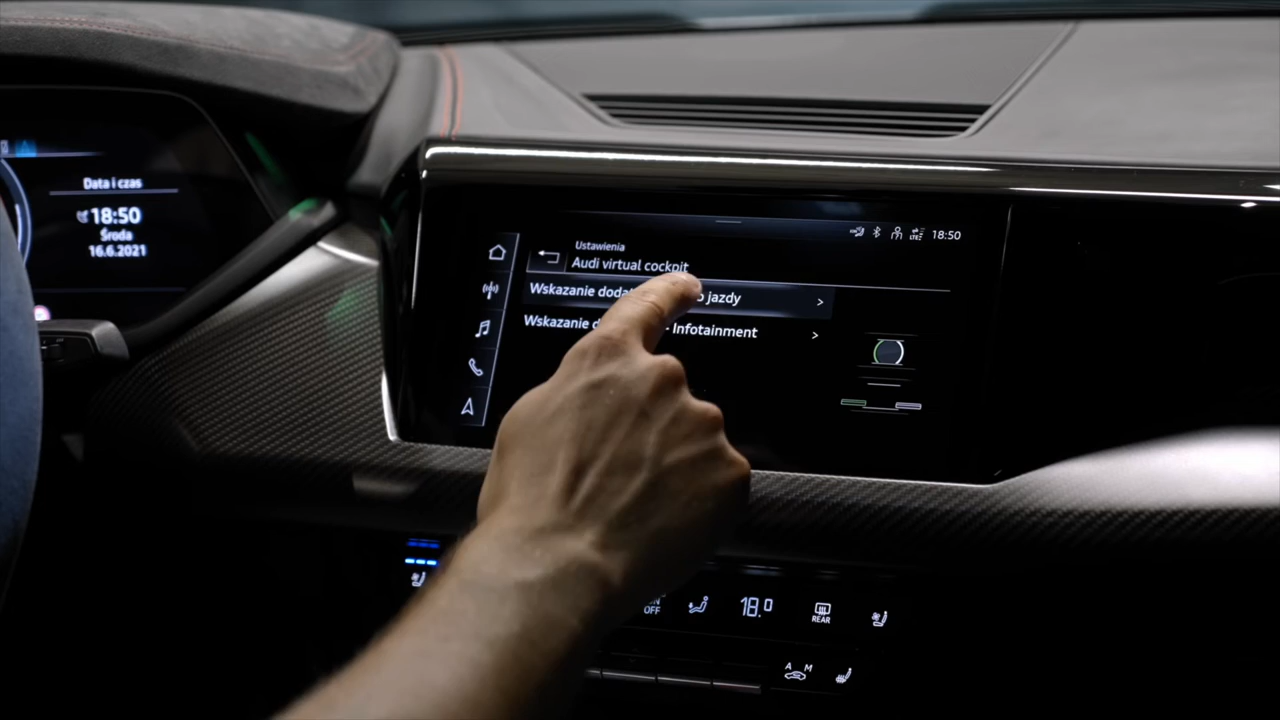 Data i czas
18:50
Środa
16.6.2021
18:50
Ustawienia
Audi virtual cockpit
Wskazanie jazdy
Wskazanie - Infotainment
OFF
18.0
REAR
A M